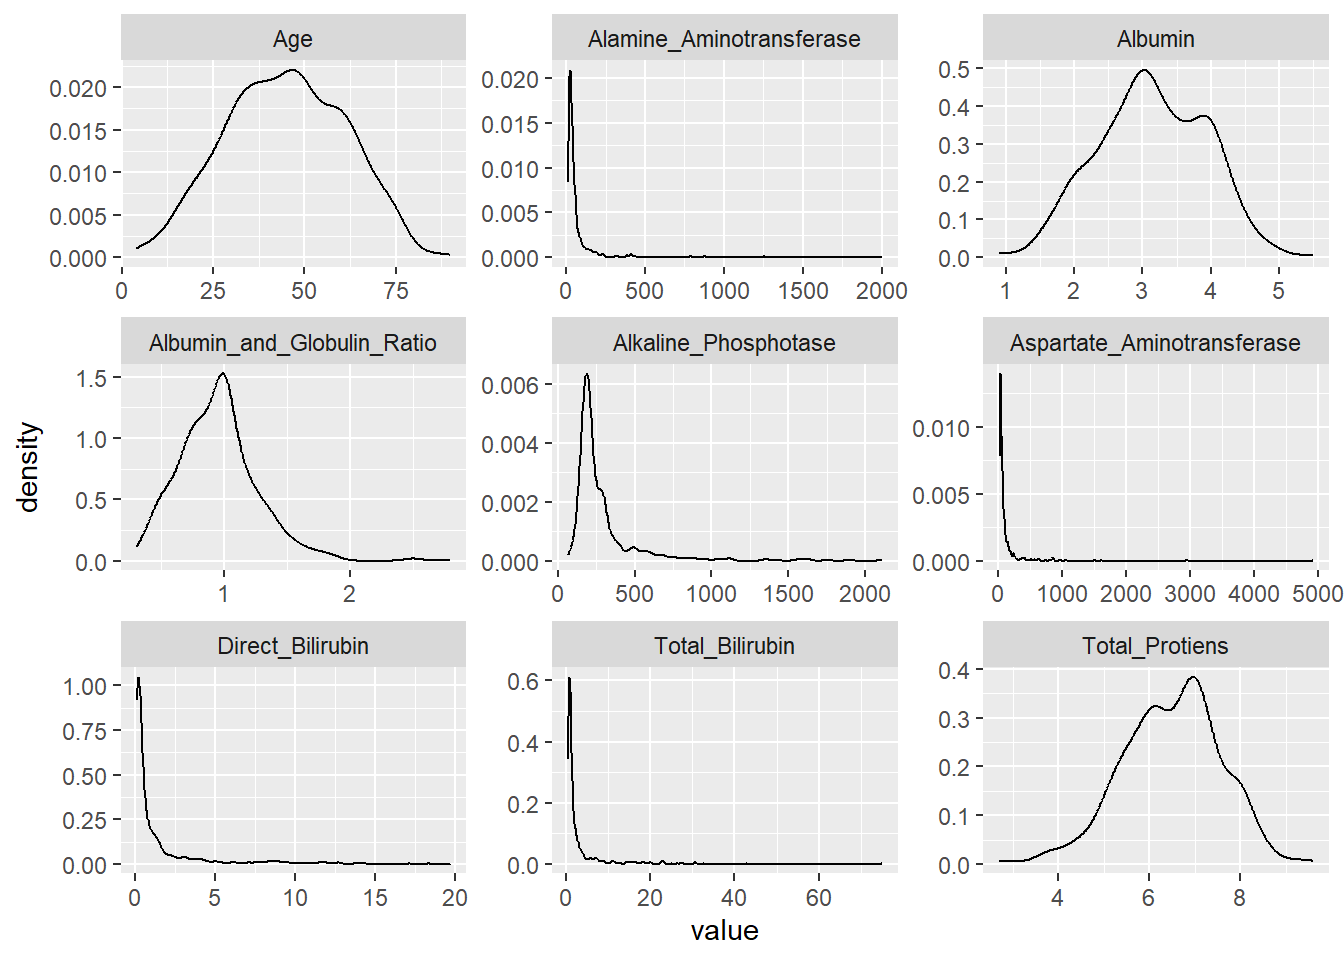 Age
Alamine_Aminotransferase
Albumin
0.020
0.015
0.010
0.005
0.000
0 25 50 75
0.020
0.015
0.010
0.005
0.000
0 500 1000 1500 2000
0.5
0.4
0.3
0.2
0.1
0.0
1 2 3 4 5
Albumin_and_Globulin_Ratio
Alkaline_Phosphotase
Aspartate_Aminotransferase
1.5
1.0
0.5
0.0
1 2
0.006
0.004
0.002
0.000
0 500 1000 1500 2000
0.010
0.005
0.000
0 1000 2000 3000 4000 5000
density
Direct_Bilirubin
Total_Bilirubin
Total_Protiens
1.00
0.75
0.50
0.25
0.00
0 5 10 15 20
0.6
0.4
0.2
0.0
0 20 40 60
0.4
0.3
0.2
0.1
0.0
4 6 8
value